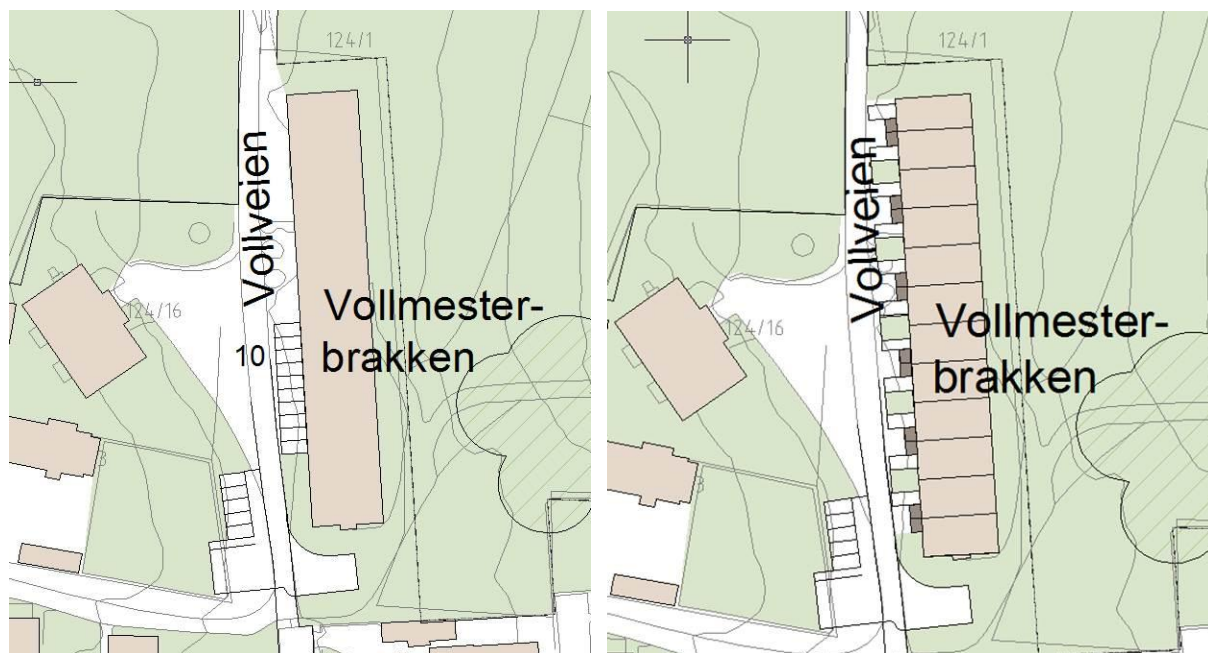 124/1
Vollveien
Vollmester-
brakken
124/16
10
124/1
Vollveien
Vollmester-
brakken
124/16